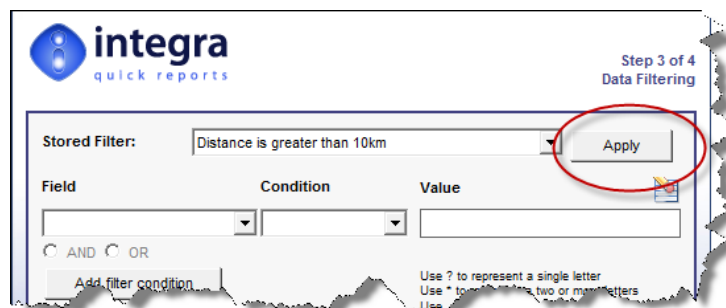 integra
quick reports
Step 3 of 4
Data Filtering
Stored Filter: Distance is greater than 10km Apply
Field Condition Value
AND OR
Add filter condition
Use ? to represent a single letter
Use * to two or more letters
Use